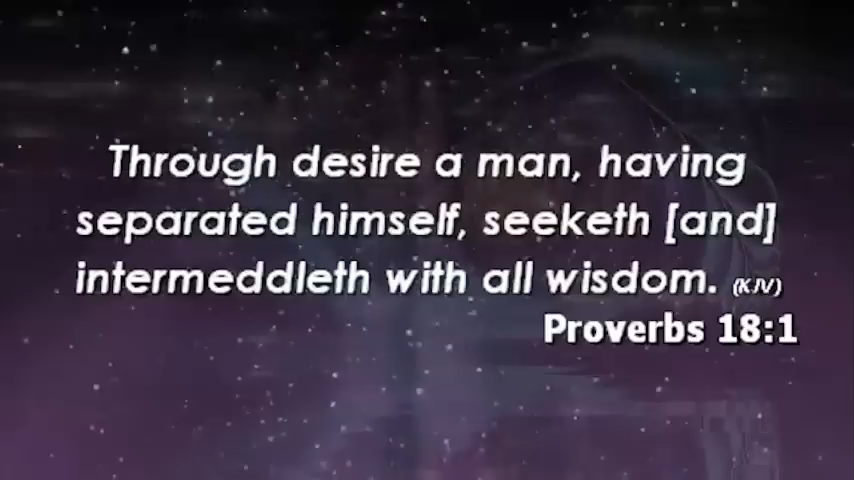 Through desire a man, having
separated himself, seeketh [and]
intermeddleth with all wisdom. (KJV)
Proverbs 18:1